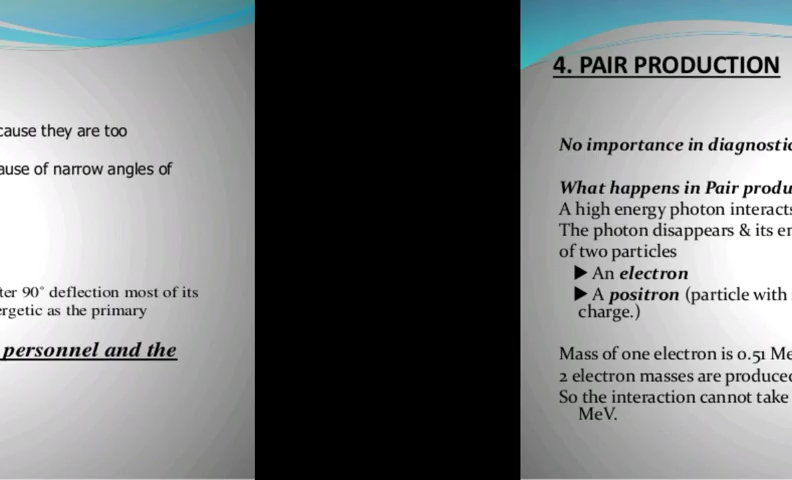 cause they are too
ause of narrow angles of
ter 90° deflection most of its
rgetic as the primary
personnel and the
4. PAIR PRODUCTION
No importance in diagnostic
What happens in Pair produ
A high energy photon interacts
The photon disappears & its en
of two particles
▶ An electron
▶ A positron (particle with
charge.)
Mass of one electron is 0.51 Me
2 electron masses are produced
So the interaction cannot take
MeV.